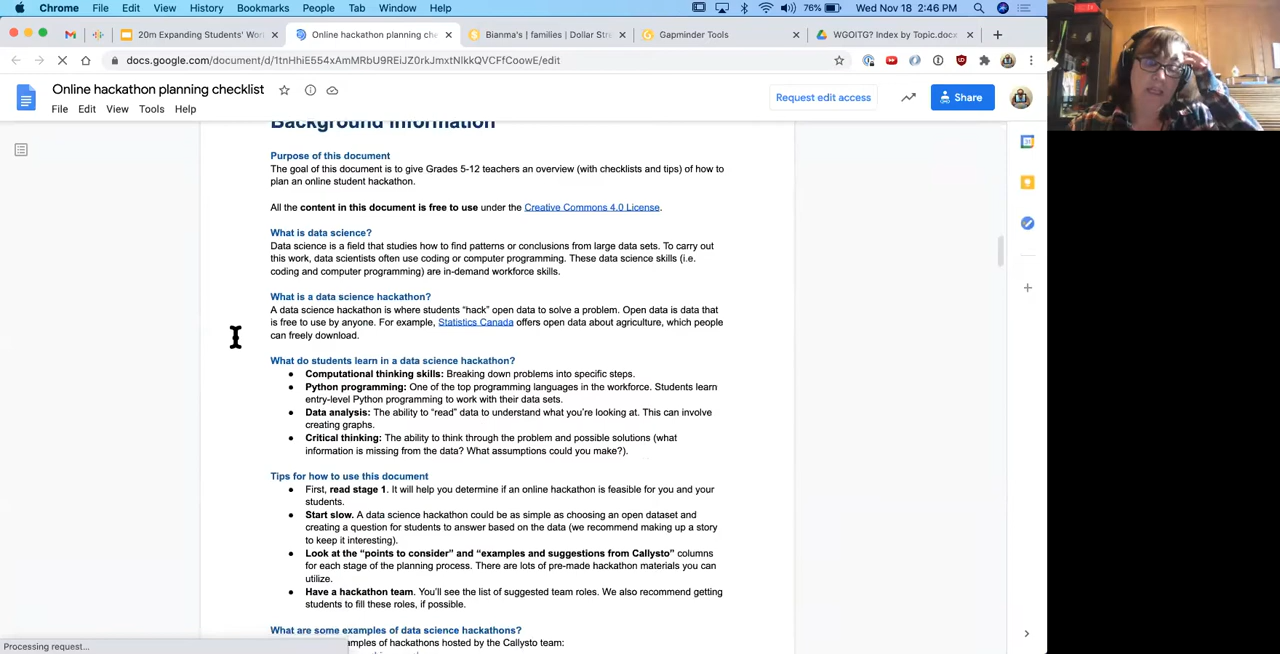 Chrome File Edit View History Bookmarks People Tab Window Help 76% Wed Nov 18 2:46 PM
20m Expanding Students' Wor
Online hackathon planning che
Bianma's | families | Dollar Stre
Gapminder Tools
WGOITG? Index by Topic.docx
docs.google.com/document/d/1tnHhiE554xAmMRbU9REiJZ0rkJmxtNIkkQVCFfCoowE/edit
Online hackathon planning checklist
File Edit View Tools Help
Request edit access
Share
Background Information
Purpose of this document
The goal of this document is to give Grades 5-12 teachers an overview (with checklists and tips) of how to
plan an online student hackathon.
All the content in this document is free to use under the Creative Commons 4.0 License.
What is data science?
Data science is a field that studies how to find patterns or conclusions from large data sets. To carry out
this work, data scientists often use coding or computer programming. These data science skills (i.e.
coding and computer programming) are in-demand workforce skills.
What is a data science hackathon?
A data science hackathon is where students “hack” open data to solve a problem. Open data is data that
is free to use by anyone. For example, Statistics Canada offers open data about agriculture, which people
can freely download.
What do students learn in a data science hackathon?
● Computational thinking skills: Breaking down problems into specific steps.
● Python programming: One of the top programming languages in the workforce. Students learn
entry-level Python programming to work with their data sets.
● Data analysis: The ability to “read” data to understand what you’re looking at. This can involve
creating graphs.
● Critical thinking: The ability to think through the problem and possible solutions (what
information is missing from the data? What assumptions could you make?).
Tips for how to use this document
● First, read stage 1. It will help you determine if an online hackathon is feasible for you and your
students.
● Start slow. A data science hackathon could be as simple as choosing an open dataset and
creating a question for students to answer based on the data (we recommend making up a story
to keep it interesting).
● Look at the “points to consider” and “examples and suggestions from Callysto” columns
for each stage of the planning process. There are lots of pre-made hackathon materials you can
utilize.
● Have a hackathon team. You’ll see the list of suggested team roles. We also recommend getting
students to fill these roles, if possible.
What are some examples of data science hackathons?
amples of hackathons hosted by the Callysto team:
Processing request...